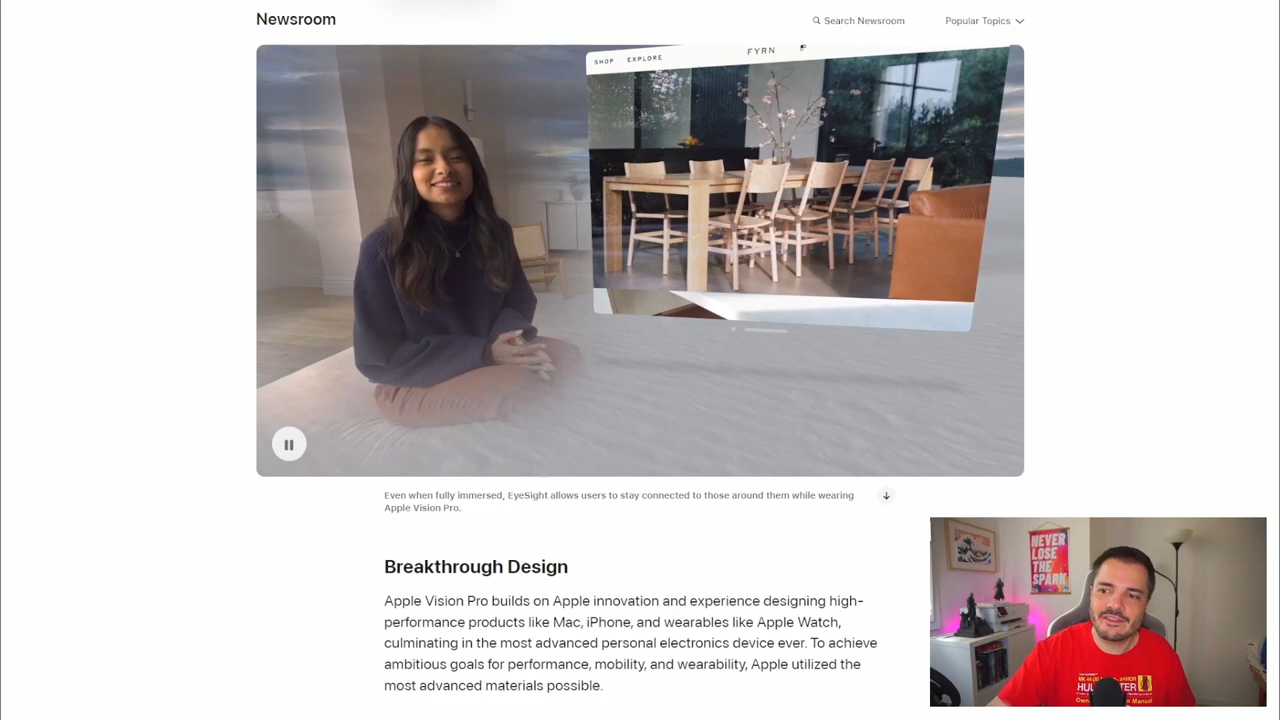 Newsroom
Search Newsroom
Popular Topics
SHOP EXPLORE
FYRN
Even when fully immersed, EyeSight allows users to stay connected to those around them while wearing
Apple Vision Pro.
Breakthrough Design
Apple Vision Pro builds on Apple innovation and experience designing high-
performance products like Mac, iPhone, and wearables like Apple Watch,
culminating in the most advanced personal electronics device ever. To achieve
ambitious goals for performance, mobility, and wearability, Apple utilized the
most advanced materials possible.
NEVER
LOSE
THE
SPARK